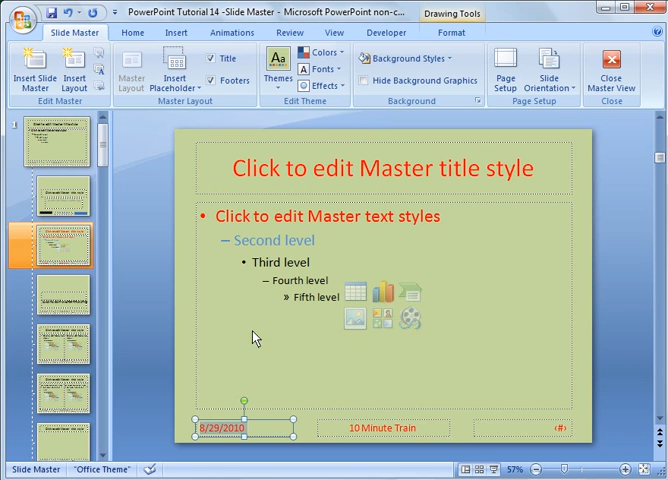 PowerPoint Tutorial 14 -Slide Master - Microsoft PowerPoint non-c...
Drawing Tools
Slide Master
Home
Insert
Animations
Review
View
Developer
Format
Insert Slide
Master
Insert
Layout
Edit Master
Master
Layout
Insert
Placeholder
Title
Footers
Master Layout
Themes
Colors
Fonts
Effects
Edit Theme
Background Styles
Hide Background Graphics
Background
Page
Setup
Slide
Orientation
Page Setup
Close
Master View
Close
1
Click to edit Master title style
• Click to edit Master text styles
– Second level
• Third level
– Fourth level
» Fifth level
8/29/2010
10 Minute Train
‹#›
Slide Master
"Office Theme"
57%